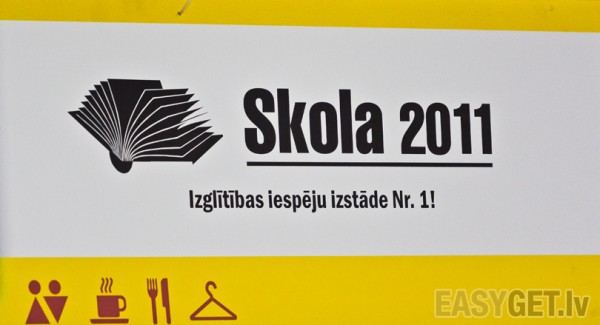 Skola 2011
Izglītības iespēju izstāde Nr. 1!
EASYGET.lv